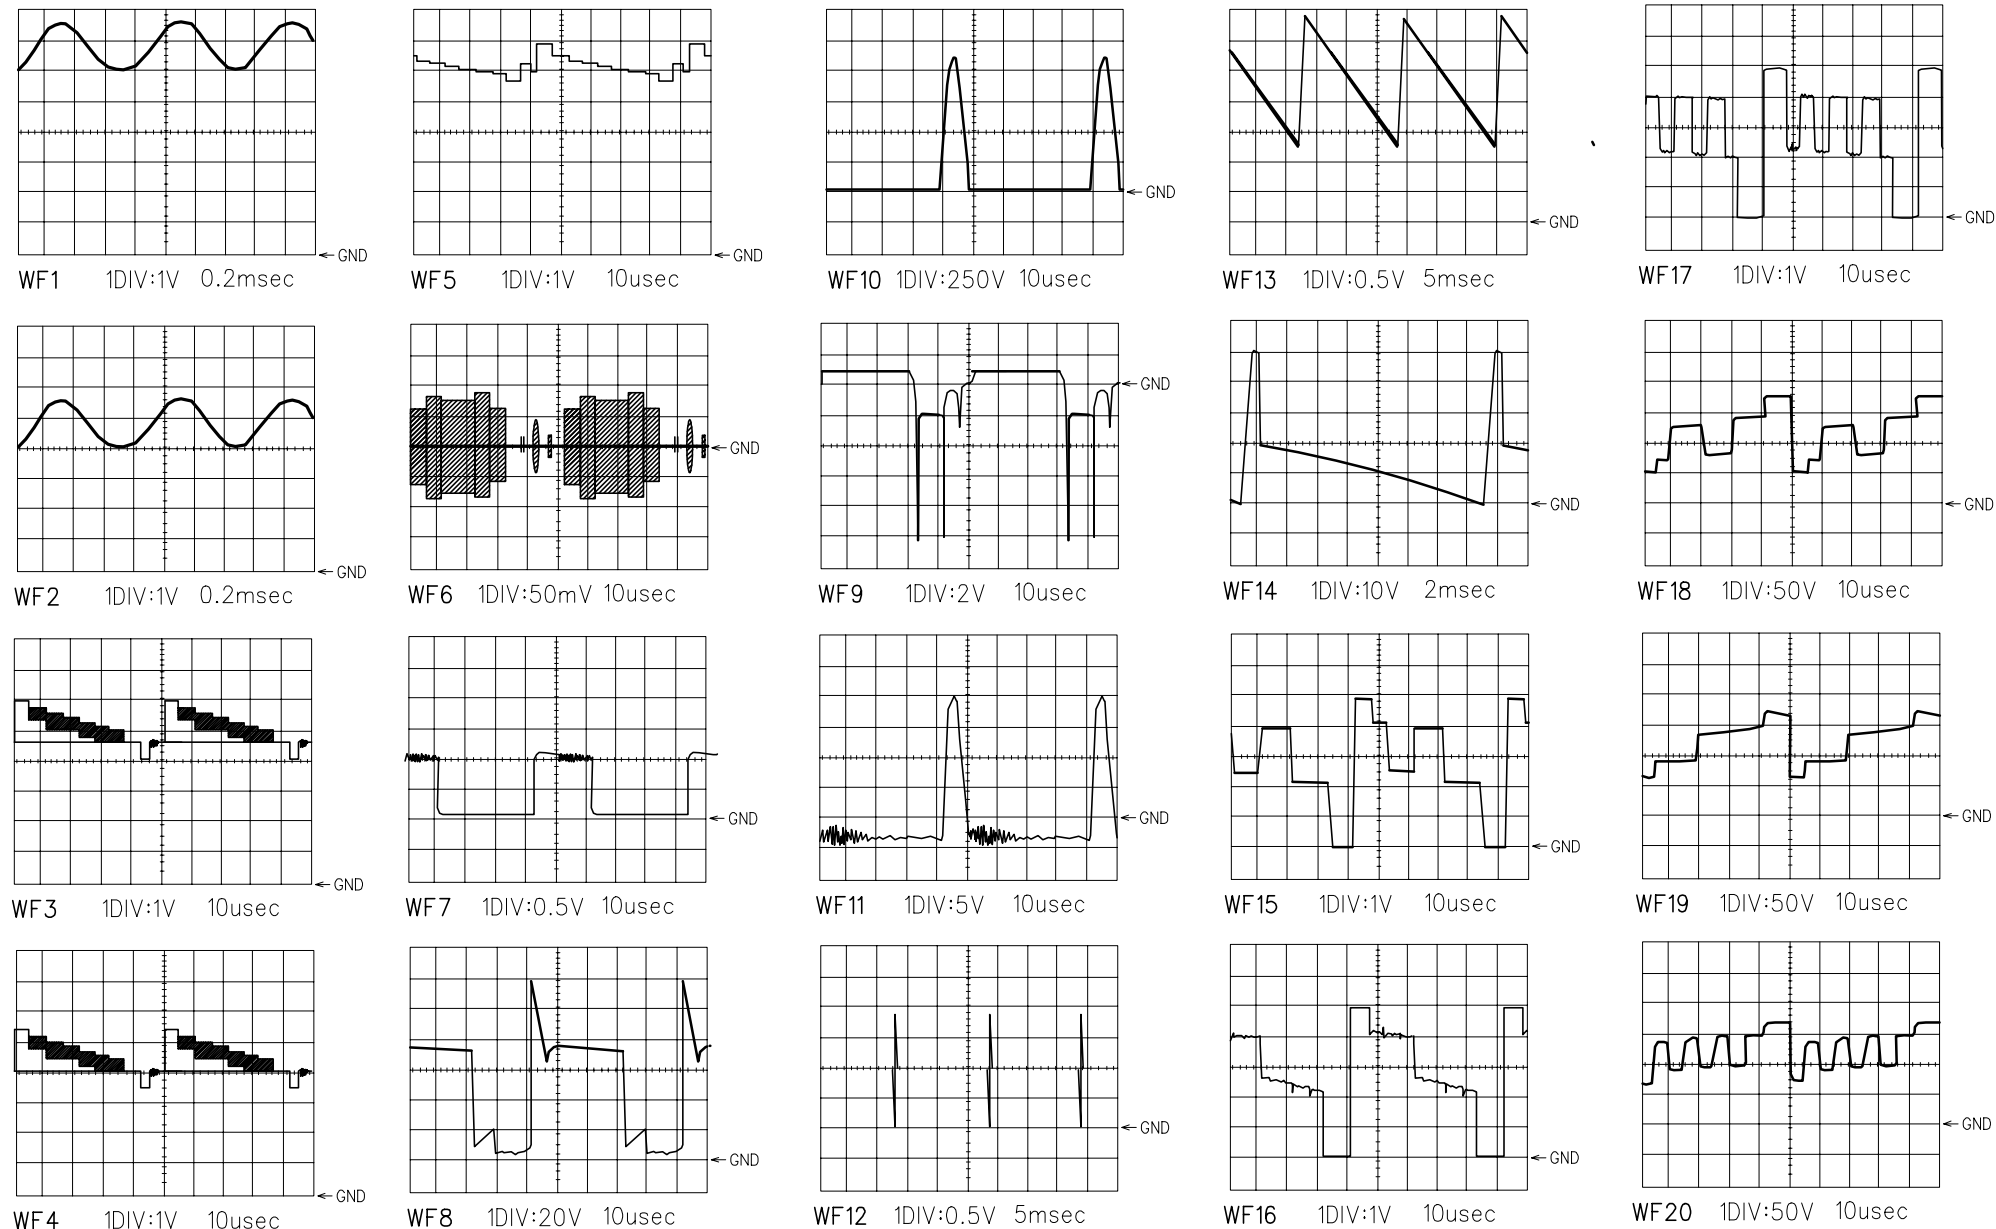 GND
WF1 1DIV:1V 0.2msec
GND
WF5 1DIV:1V 10usec
GND
WF10 1DIV:250V 10usec
GND
WF13 1DIV:0.5V 5msec
GND
WF17 1DIV:1V 10usec
GND
WF2 1DIV:1V 0.2msec
GND
WF6 1DIV:50mV 10usec
GND
WF9 1DIV:2V 10usec
GND
WF14 1DIV:10V 2msec
GND
WF18 1DIV:50V 10usec
GND
WF3 1DIV:1V 10usec
GND
WF7 1DIV:0.5V 10usec
GND
WF11 1DIV:5V 10usec
GND
WF15 1DIV:1V 10usec
GND
WF19 1DIV:50V 10usec
GND
WF4 1DIV:1V 10usec
GND
WF8 1DIV:20V 10usec
GND
WF12 1DIV:0.5V 5msec
GND
WF16 1DIV:1V 10usec
GND
WF20 1DIV:50V 10usec